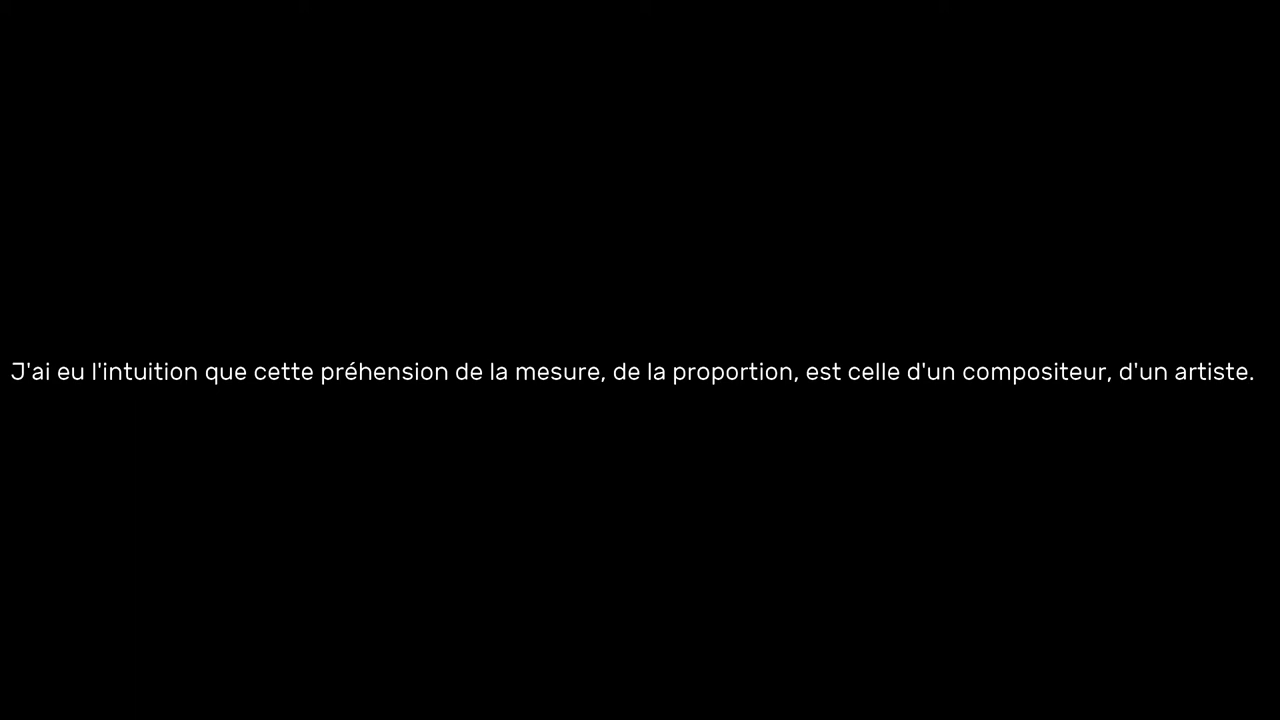 J'ai eu l'intuition que cette préhension de la mesure, de la proportion, est celle d'un compositeur, d'un artiste.